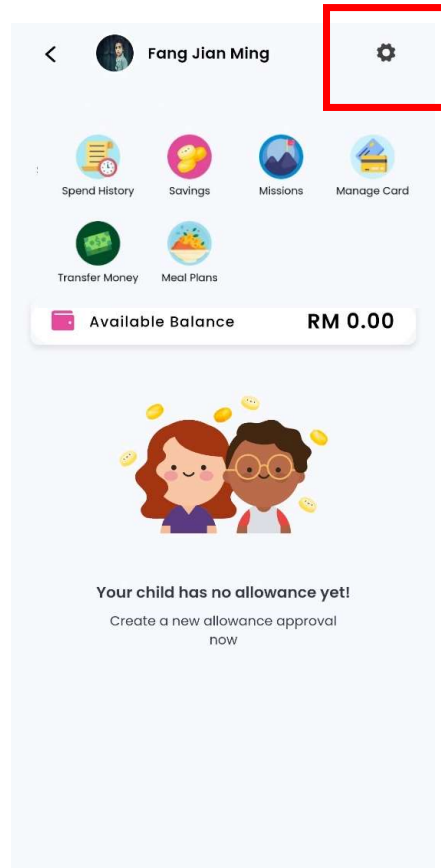 Fang Jian Ming
Spend History
Savings
Missions
Manage Card
Transfer Money
Meal Plans
Available Balance
RM 0.00
Your child has no allowance yet!
Create a new allowance approval
now